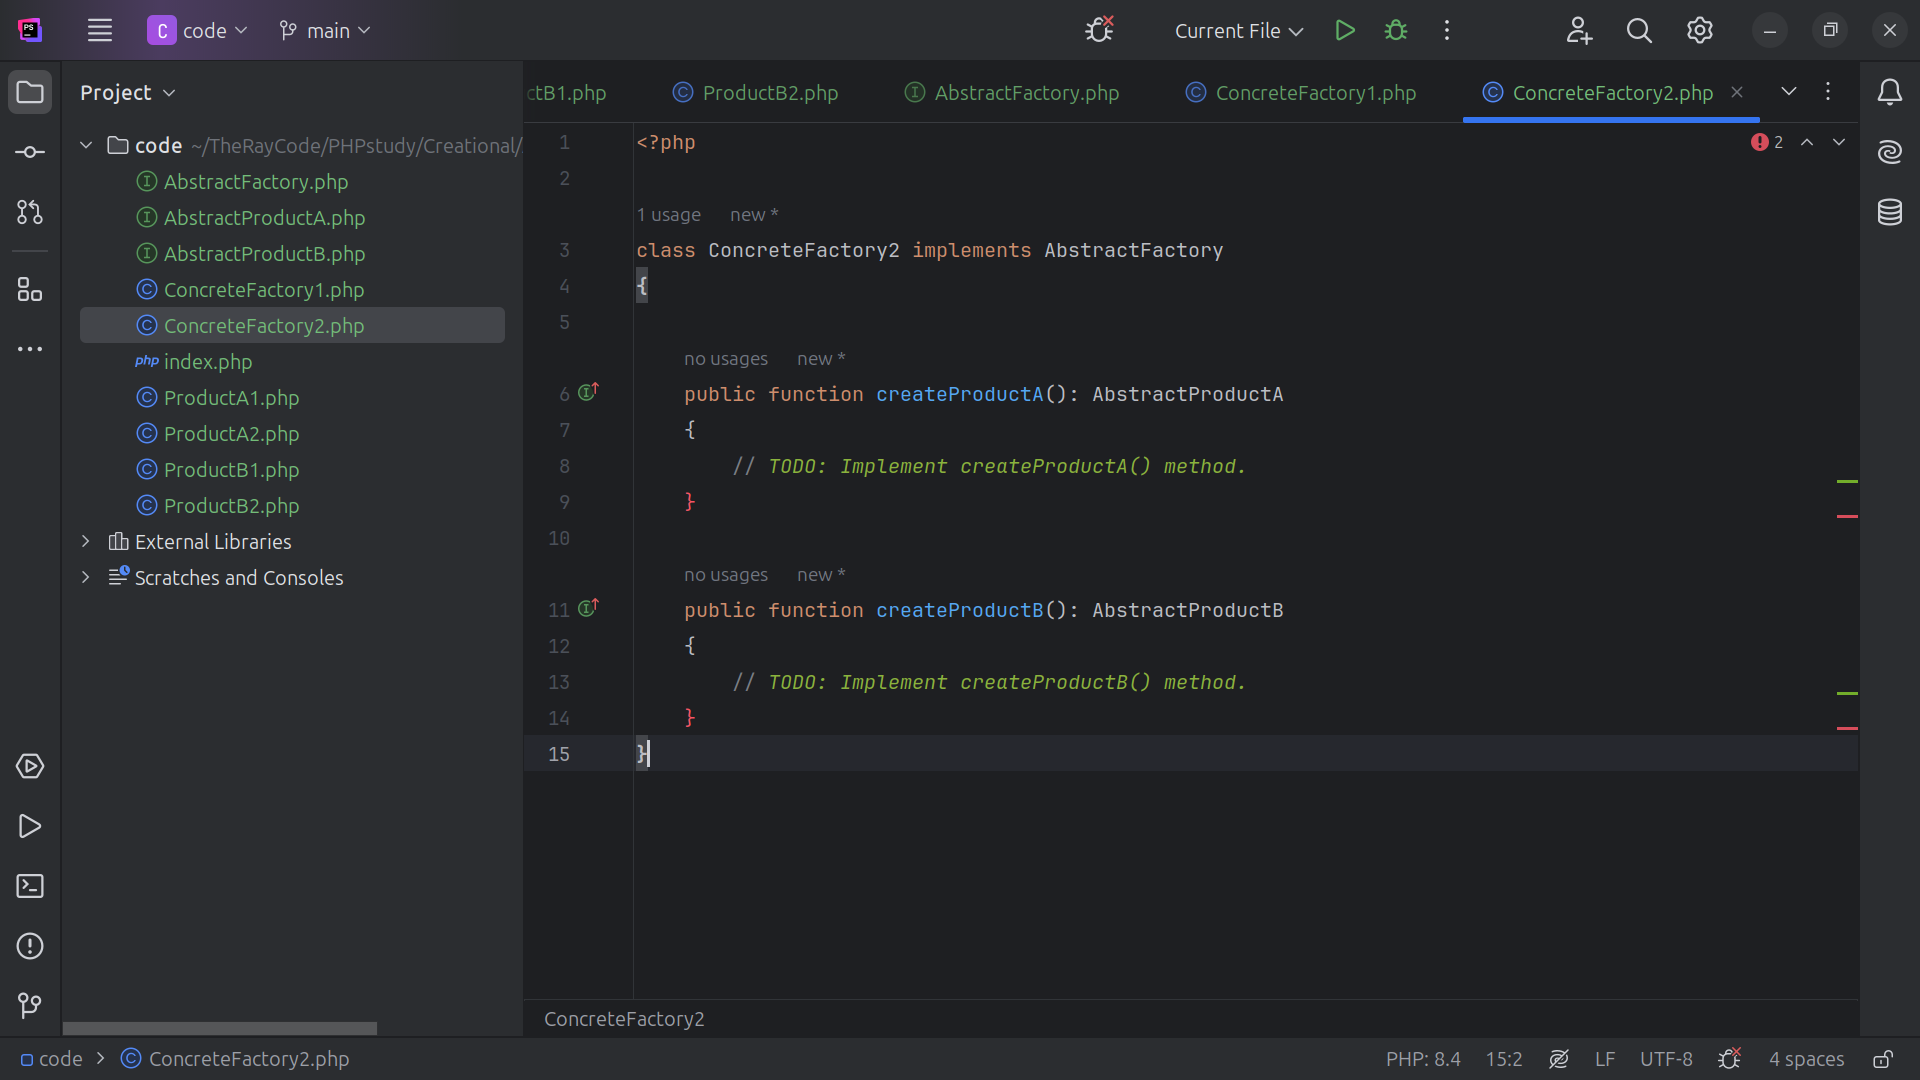 PS
C code
main
Current File
Project
ctB1.php
ProductB2.php
AbstractFactory.php
ConcreteFactory1.php
ConcreteFactory2.php
code ~/TheRayCode/PHPstudy/Creational/
AbstractFactory.php
AbstractProductA.php
AbstractProductB.php
ConcreteFactory1.php
ConcreteFactory2.php
php index.php
ProductA1.php
ProductA2.php
ProductB1.php
ProductB2.php
External Libraries
Scratches and Consoles
2
1 <?php
2
1 usage new *
3 class ConcreteFactory2 implements AbstractFactory
4 {
5
no usages new *
6 public function createProductA(): AbstractProductA
7 {
8 // TODO: Implement createProductA() method.
9 }
10
no usages new *
11 public function createProductB(): AbstractProductB
12 {
13 // TODO: Implement createProductB() method.
14 }
15 }
ConcreteFactory2
code > ConcreteFactory2.php
PHP: 8.4
15:2
LF
UTF-8
4 spaces